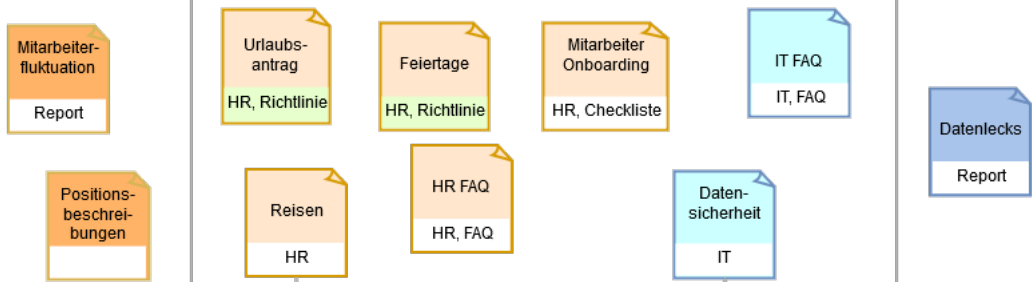 Mitarbeiter-
fluktuation
Report
Positions-
beschrei-
bungen
Urlaubs-
antrag
HR, Richtlinie
Feiertage
HR, Richtlinie
Mitarbeiter
Onboarding
HR, Checkliste
IT FAQ
IT, FAQ
Reisen
HR
HR FAQ
HR, FAQ
Daten-
sicherheit
IT
Datenlecks
Report